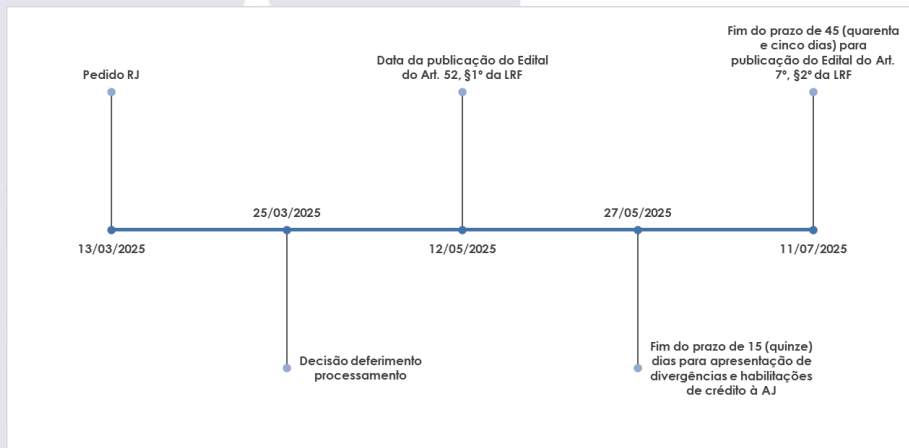 Fim do prazo de 45 (quarenta
e cinco dias) para
publicação do Edital do Art.
7º, §2º da LRF
Data da publicação do Edital
do Art. 52, §1º da LRF
Pedido RJ
25/03/2025
27/05/2025
13/03/2025
12/05/2025
11/07/2025
Decisão deferimento
processamento
Fim do prazo de 15 (quinze)
dias para apresentação de
divergências e habilitações
de crédito à AJ